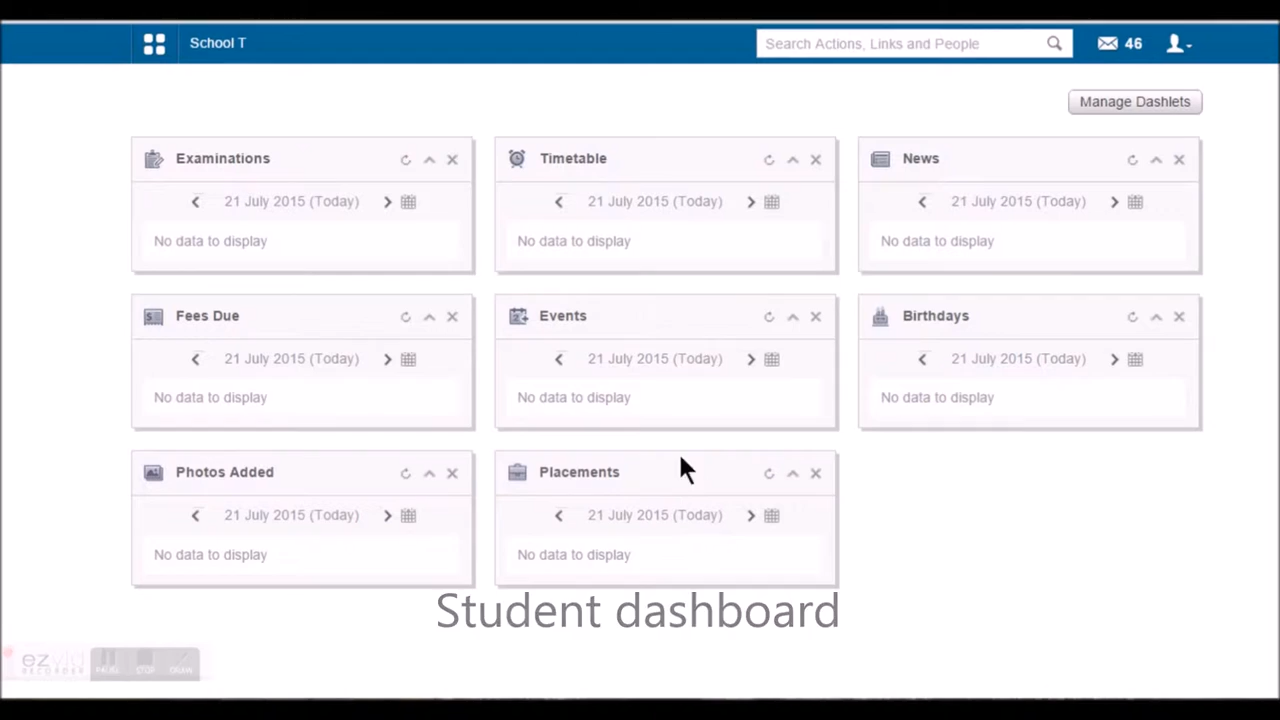 School T
Search Actions, Links and People
46
Manage Dashlets
Examinations
21 July 2015 (Today)
No data to display
Timetable
21 July 2015 (Today)
No data to display
News
21 July 2015 (Today)
No data to display
Fees Due
21 July 2015 (Today)
No data to display
Events
21 July 2015 (Today)
No data to display
Birthdays
21 July 2015 (Today)
No data to display
Photos Added
21 July 2015 (Today)
No data to display
Placements
21 July 2015 (Today)
No data to display
Student dashboard
RECORDER
STOP